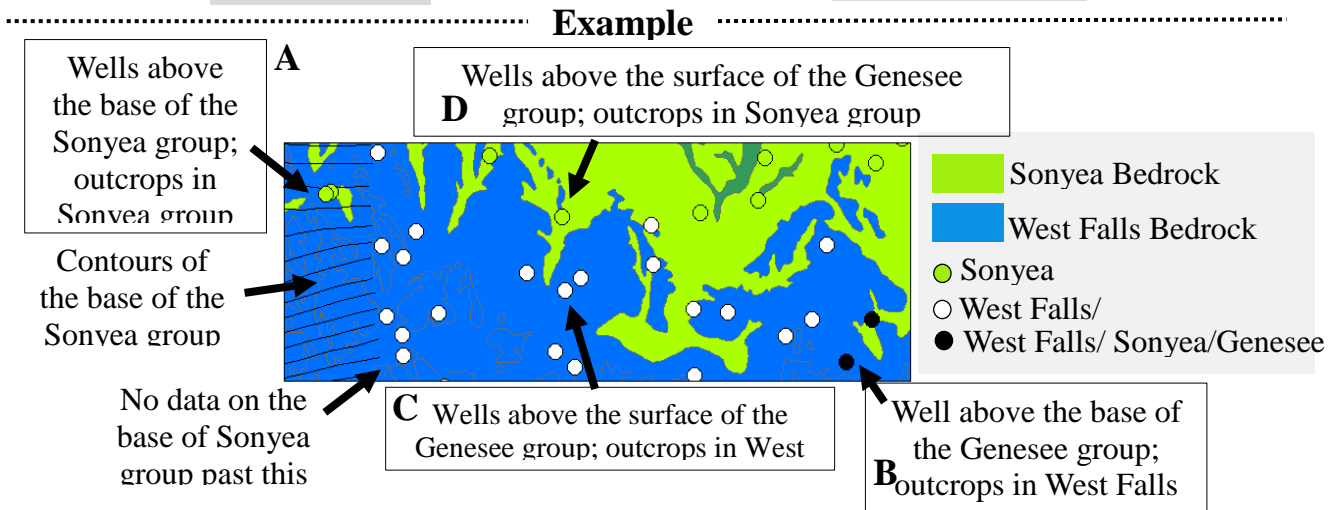 Example
A
Wells above
the base of the
Sonyea group;
outcrops in
Sonyea group
Wells above the surface of the Genesee
D group; outcrops in Sonyea group
Sonyea Bedrock
West Falls Bedrock
Sonyea
West Falls/
West Falls/ Sonyea/Genesee
Contours of
the base of the
Sonyea group
No data on the
base of Sonyea
group past this
C Wells above the surface of the
Genesee group; outcrops in West
Well above the base of
the Genesee group;
B outcrops in West Falls